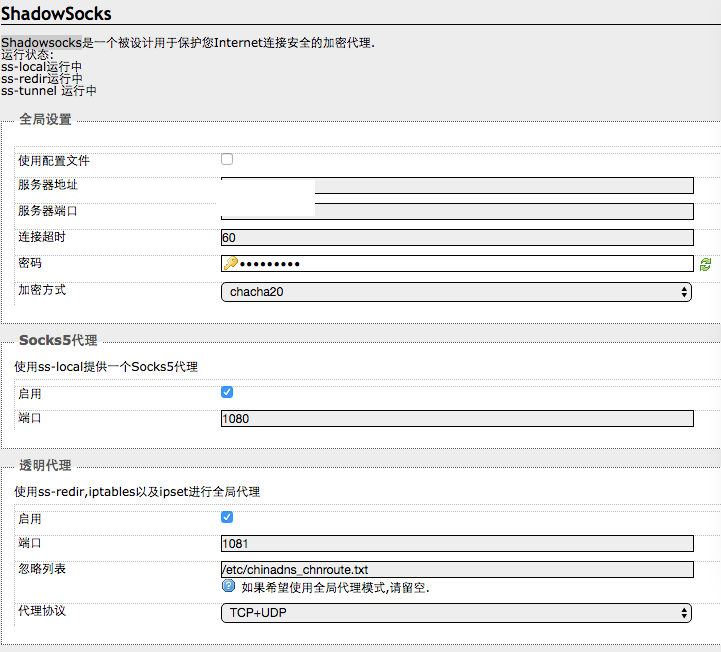 ShadowSocks
Shadowsocks是一个被设计用于保护您Internet连接安全的加密代理.
运行状态:
ss-local运行中
ss-redir运行中
ss-tunnel 运行中
全局设置
使用配置文件
服务器地址
服务器端口
连接超时 60
密码 ●●●●●●●●●
加密方式 chacha20
Socks5代理
使用ss-local提供一个Socks5代理
启用
端口 1080
透明代理
使用ss-redir,iptables以及ipset进行全局代理
启用
端口 1081
忽略列表 /etc/chinadns_chnroute.txt
如果希望使用全局代理模式,请留空.
代理协议 TCP+UDP